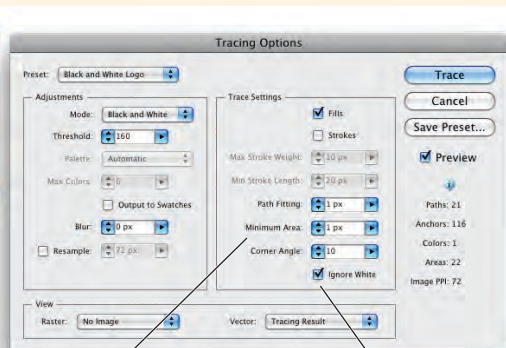 Tracing Options
Preset: Black and White Logo
Trace
Cancel
Save Preset...
Preview
Paths: 21
Anchors: 116
Colors: 1
Areas: 22
Image PPI: 72
Adjustments
Mode: Black and White
Threshold: 160
Palette: Automatic
Max Colors: 6
Output to Swatches
Blur: 0 px
Resample: 72 px
Trace Settings
Fills
Strokes
Max Stroke Weight: 10 px
Min Stroke Length: 20 px
Path Fitting: 1 px
Minimum Area: 1 px
Corner Angle: 10
Ignore White
View
Raster: No Image
Vector: Tracing Result